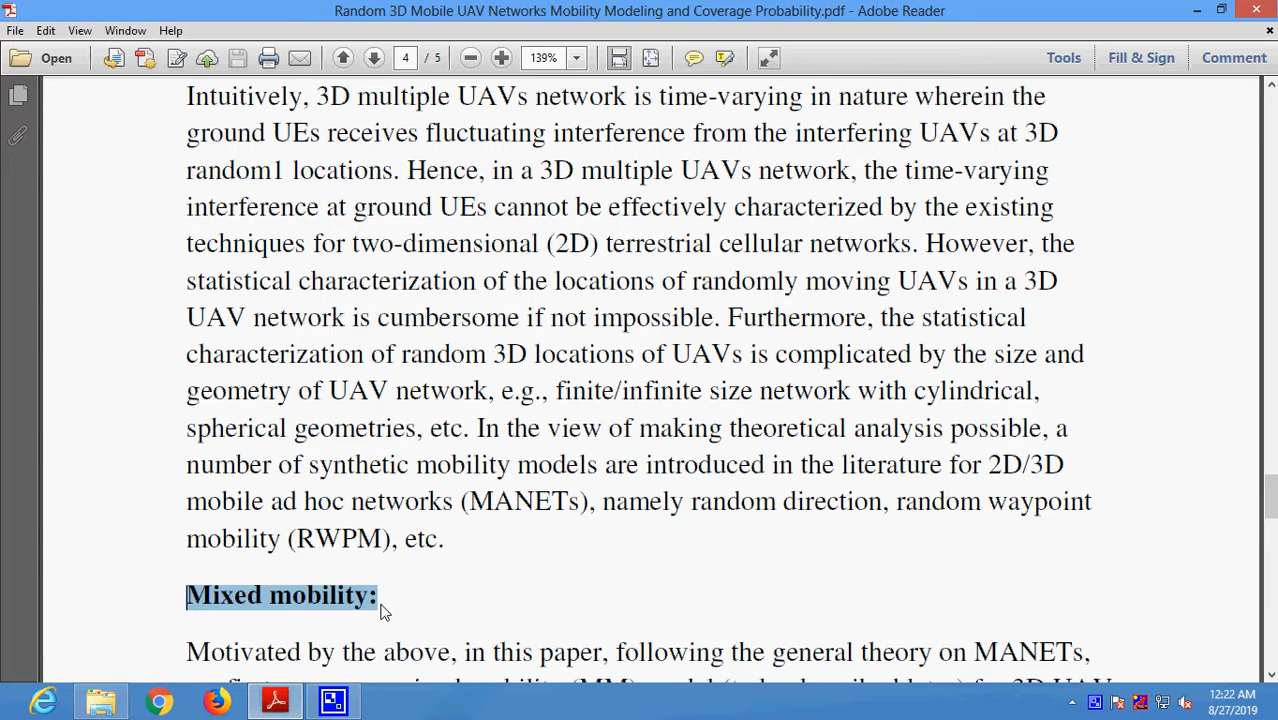 Random 3D Mobile UAV Networks Mobility Modeling and Coverage Probability.pdf - Adobe Reader
File Edit View Window Help
Open 4 / 5 139% Tools Fill & Sign Comment
Intuitively, 3D multiple UAVs network is time-varying in nature wherein the
ground UEs receives fluctuating interference from the interfering UAVs at 3D
random1 locations. Hence, in a 3D multiple UAVs network, the time-varying
interference at ground UEs cannot be effectively characterized by the existing
techniques for two-dimensional (2D) terrestrial cellular networks. However, the
statistical characterization of the locations of randomly moving UAVs in a 3D
UAV network is cumbersome if not impossible. Furthermore, the statistical
characterization of random 3D locations of UAVs is complicated by the size and
geometry of UAV network, e.g., finite/infinite size network with cylindrical,
spherical geometries, etc. In the view of making theoretical analysis possible, a
number of synthetic mobility models are introduced in the literature for 2D/3D
mobile ad hoc networks (MANETs), namely random direction, random waypoint
mobility (RWPM), etc.
Mixed mobility:
Motivated by the above, in this paper, following the general theory on MANETs,
12:22 AM
8/27/2019